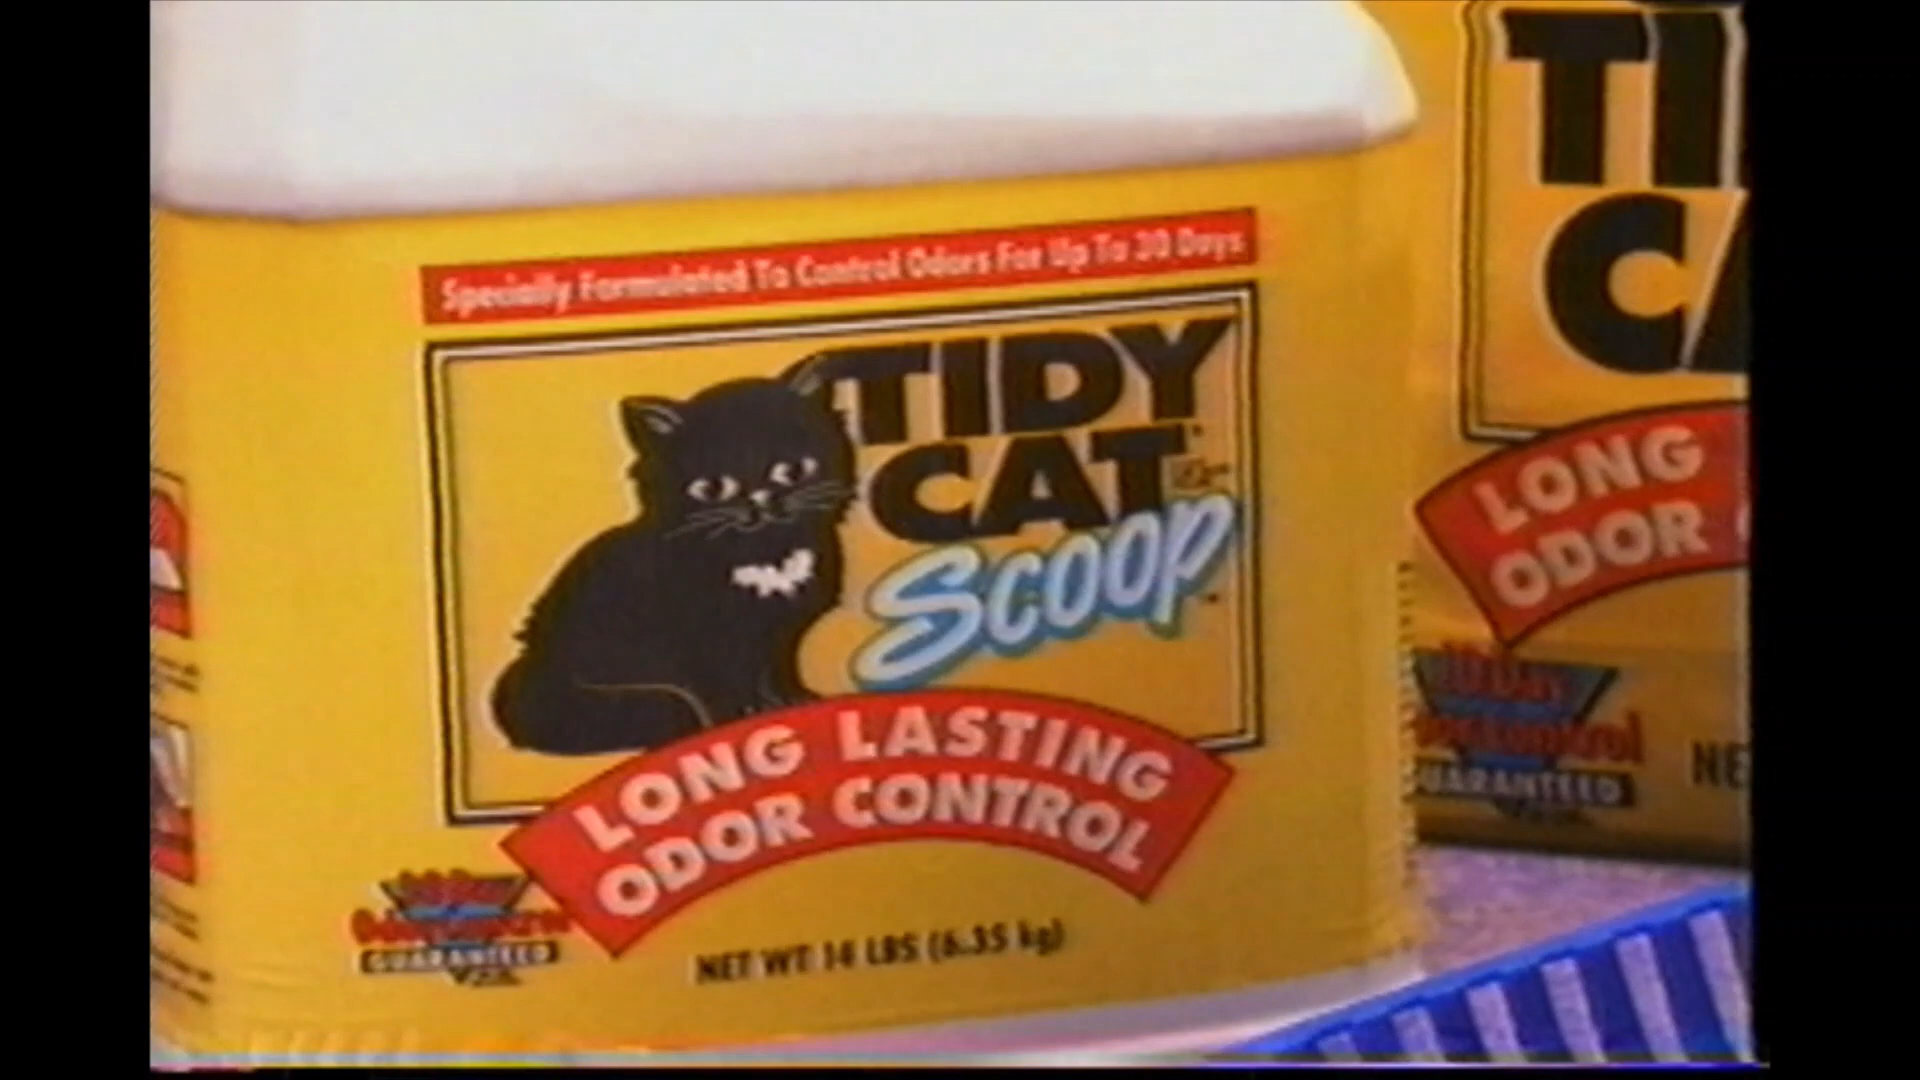 Specially Formulated To Control Odors For Up To 30 Days
TIDY
CAT
Scoop
LONG LASTING
ODOR CONTROL
GUARANTEED
NET WT 14 LBS (6.35 kg)
TI
CA
LONG
ODOR
GUARANTEED
NE